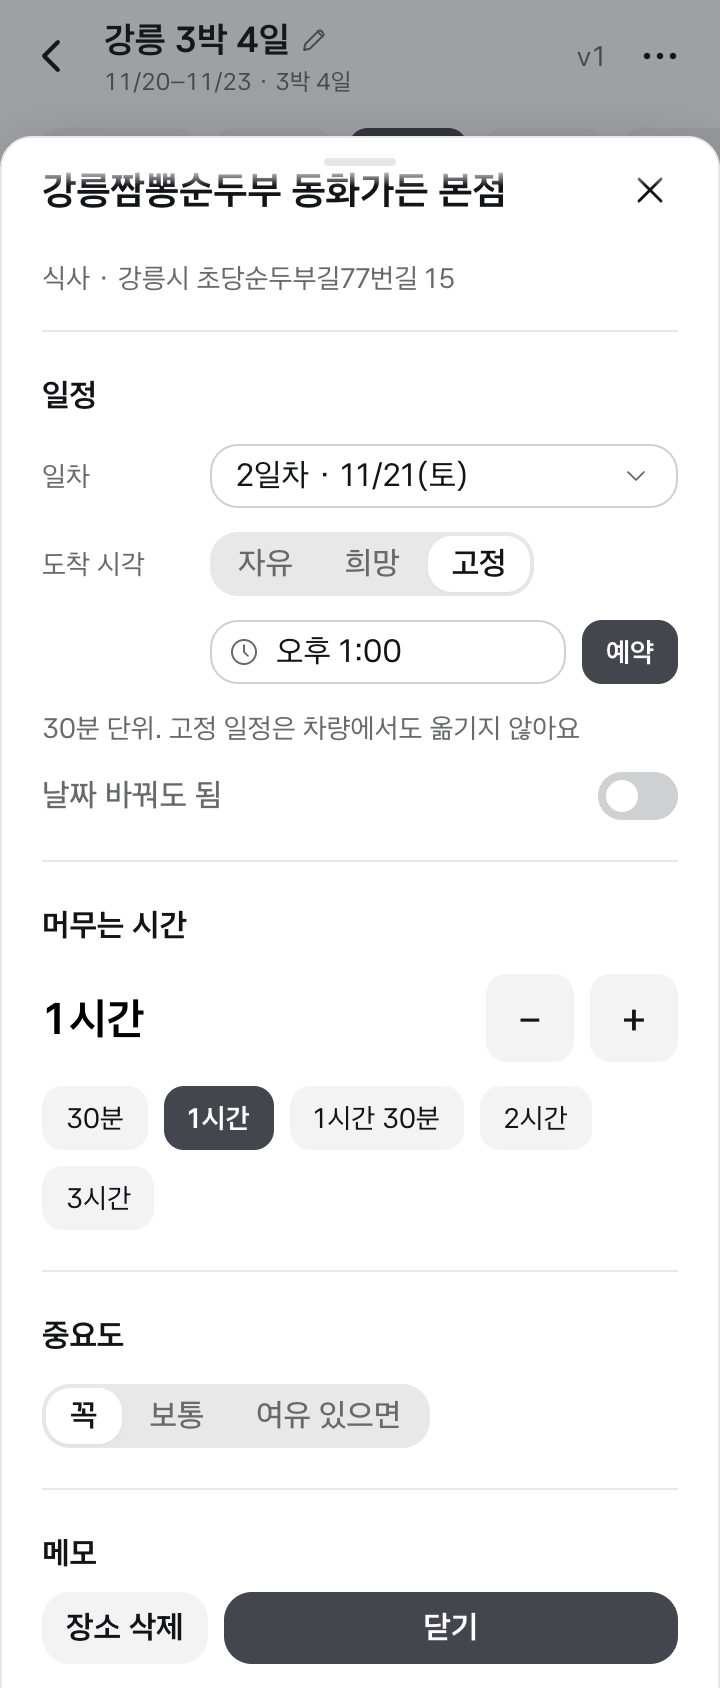 강릉 3박 4일
v1
11/20–11/23 · 3박 4일
강릉짬뽕순두부 동화가든 본점
식사 · 강릉시 초당순두부길77번길 15
일정
일차
2일차 · 11/21(토)
도착 시각
자유 희망 고정
오후 1:00
예약
30분 단위. 고정 일정은 차량에서도 옮기지 않아요
날짜 바꿔도 됨
머무는 시간
1시간
− +
30분 1시간 1시간 30분 2시간
3시간
중요도
꼭 보통 여유 있으면
메모
장소 삭제 닫기